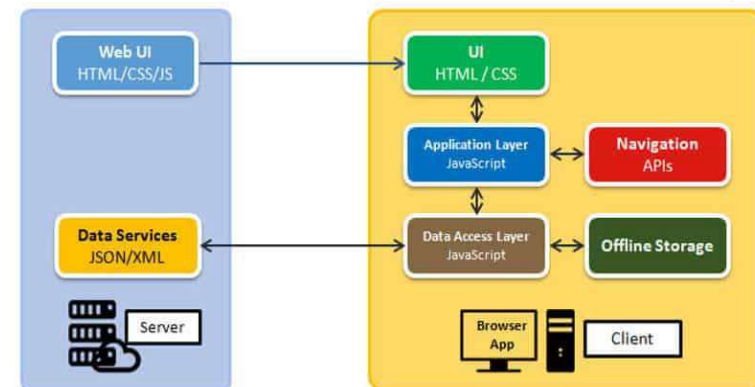 Web UI
HTML/CSS/JS
UI
HTML / CSS
Application Layer
JavaScript
Navigation
APIs
Data Services
JSON/XML
Data Access Layer
JavaScript
Offline Storage
Server
Browser
App
Client